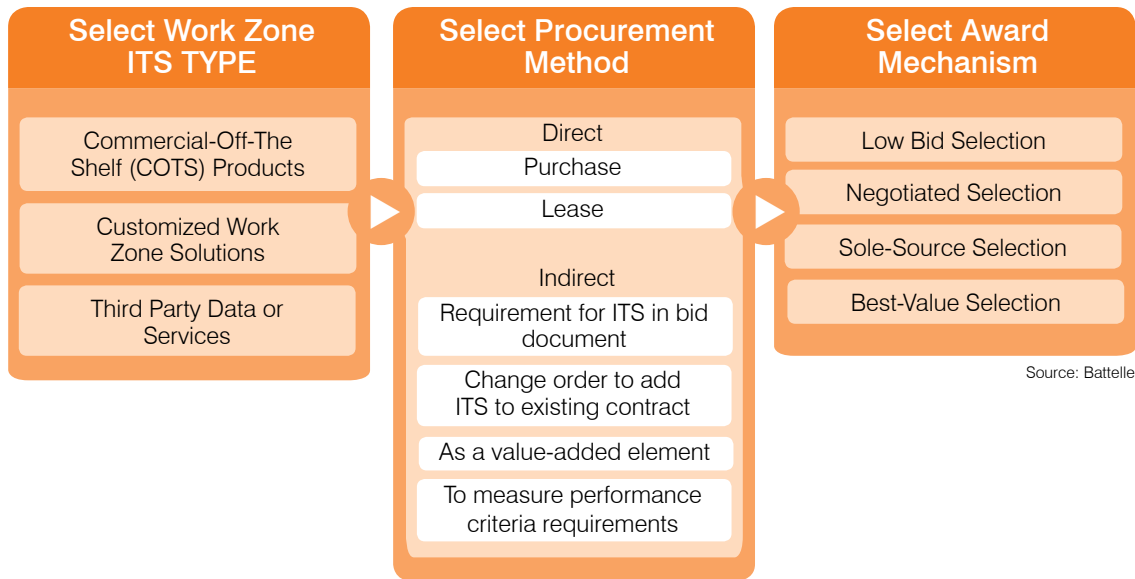 Select Work Zone
ITS TYPE
Commercial-Off-The
Shelf (COTS) Products
Customized Work
Zone Solutions
Third Party Data or
Services
Select Procurement
Method
Direct
Purchase
Lease
Indirect
Requirement for ITS in bid
document
Change order to add
ITS to existing contract
As a value-added element
To measure performance
criteria requirements
Select Award
Mechanism
Low Bid Selection
Negotiated Selection
Sole-Source Selection
Best-Value Selection
Source: Battelle